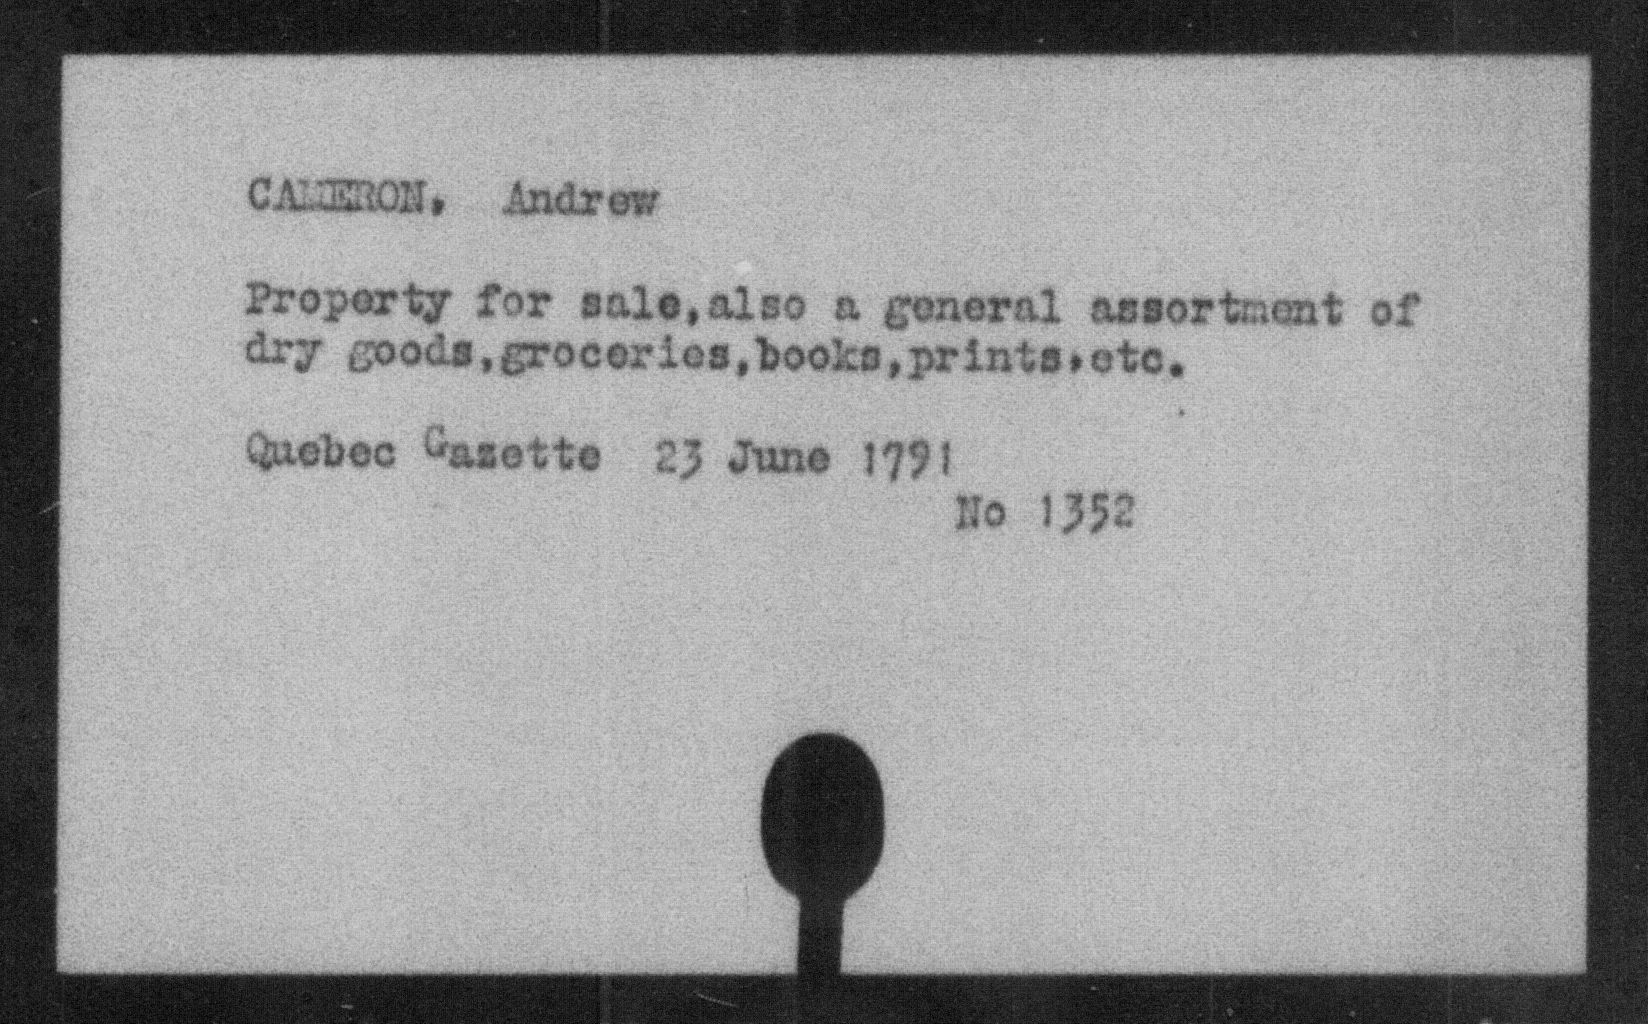 CAMERON, Andrew
Property for sale,also a general assortment of
dry goods,groceries,books,prints,etc.
Quebec Gazette 23 June 1791
No 1352